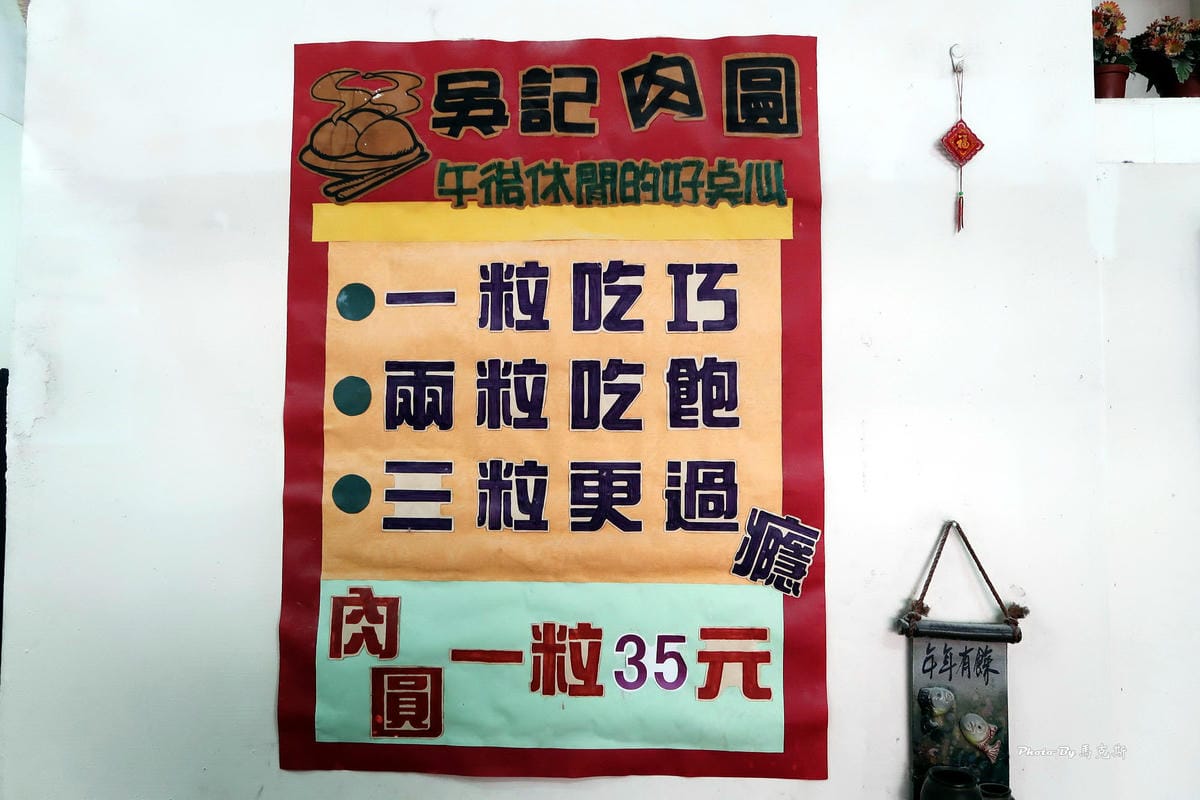 吳記肉圓
午後休閒的好点心
一粒吃巧
兩粒吃飽
三粒更過癮
肉圓一粒35元
福
年年有餘
Photo By 馬克斯